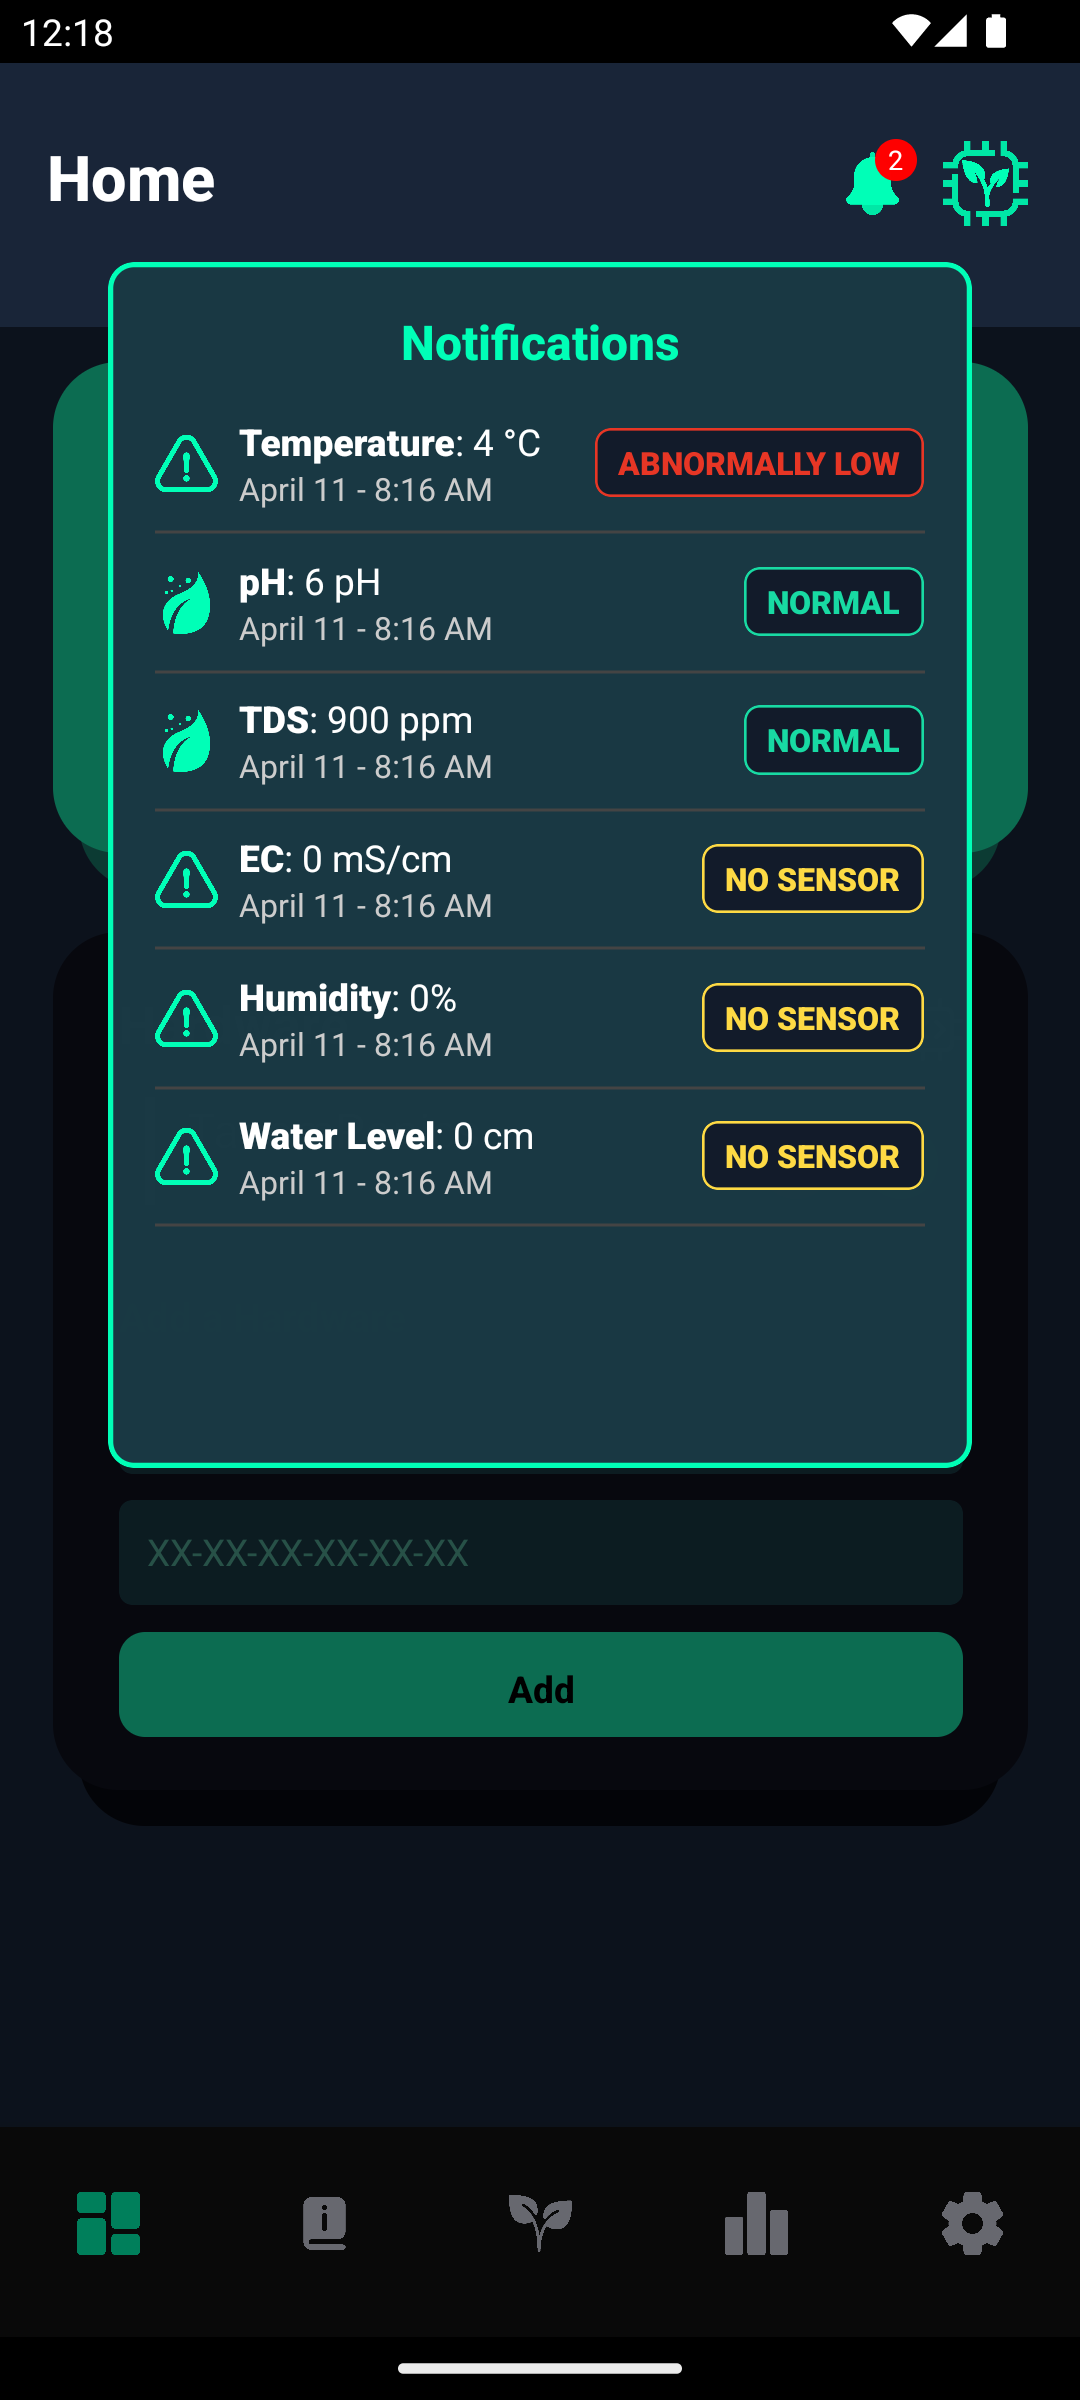 12:18
Home
2
Notifications
Temperature: 4 °C
April 11 - 8:16 AM
ABNORMALLY LOW
pH: 6 pH
April 11 - 8:16 AM
NORMAL
TDS: 900 ppm
April 11 - 8:16 AM
NORMAL
EC: 0 mS/cm
April 11 - 8:16 AM
NO SENSOR
Humidity: 0%
April 11 - 8:16 AM
NO SENSOR
Water Level: 0 cm
April 11 - 8:16 AM
NO SENSOR
Add a Hardware
XX-XX-XX-XX-XX-XX
Add